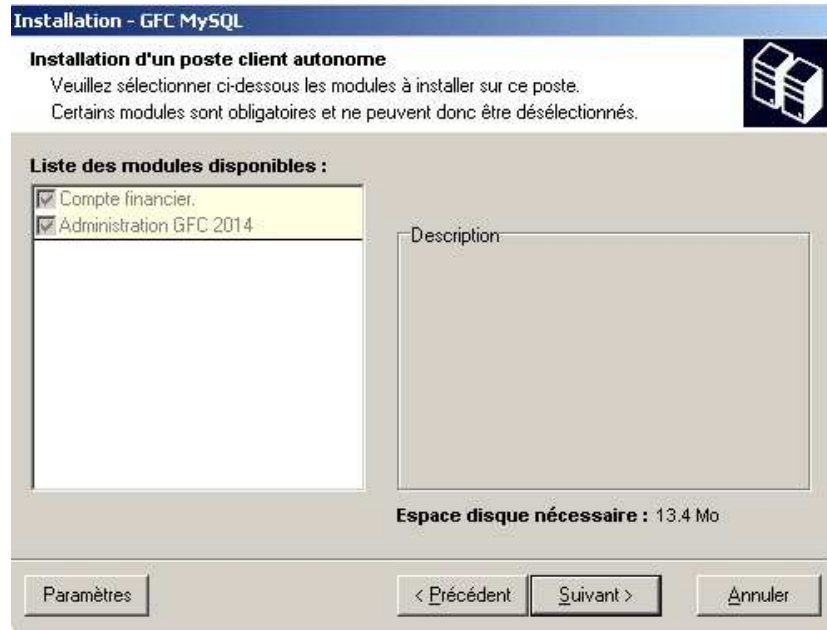 Installation - GFC MySQL
Installation d'un poste client autonome
Veuillez sélectionner ci-dessous les modules à installer sur ce poste.
Certains modules sont obligatoires et ne peuvent donc être désélectionnés.
Liste des modules disponibles :
Compte financier.
Administration GFC 2014
Description
Espace disque nécessaire : 13.4 Mo
Paramètres
< Précédent
Suivant >
Annuler